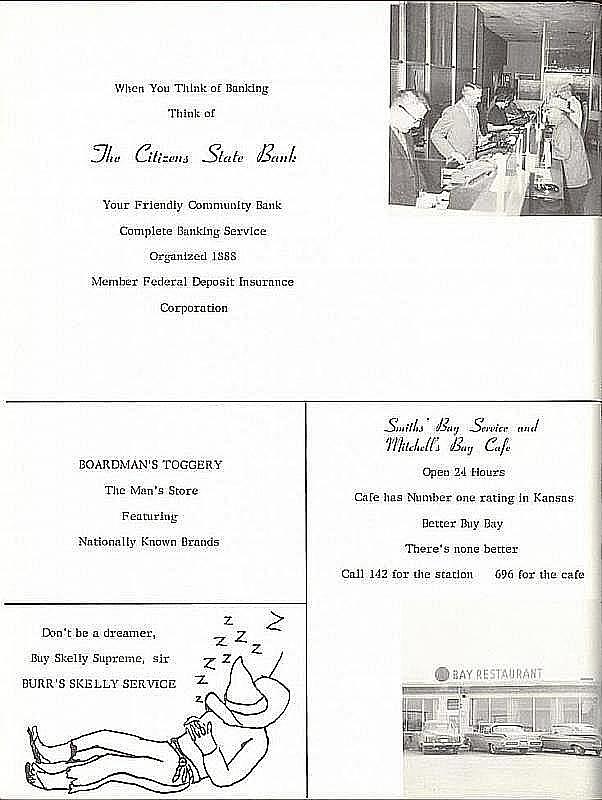 When You Think of Banking
Think of
The Citizens State Bank
Your Friendly Community Bank
Complete Banking Service
Organized 1888
Member Federal Deposit Insurance
Corporation
BOARDMAN'S TOGGERY
The Man's Store
Featuring
Nationally Known Brands
Smiths' Bay Service and
Mitchell's Bay Cafe
Open 24 Hours
Cafe has Number one rating in Kansas
Better Buy Bay
There's none better
Call 142 for the station 696 for the cafe
BAY RESTAURANT
Don't be a dreamer,
Buy Skelly Supreme, sir
BURR'S SKELLY SERVICE
Z Z Z Z Z Z Z Z Z